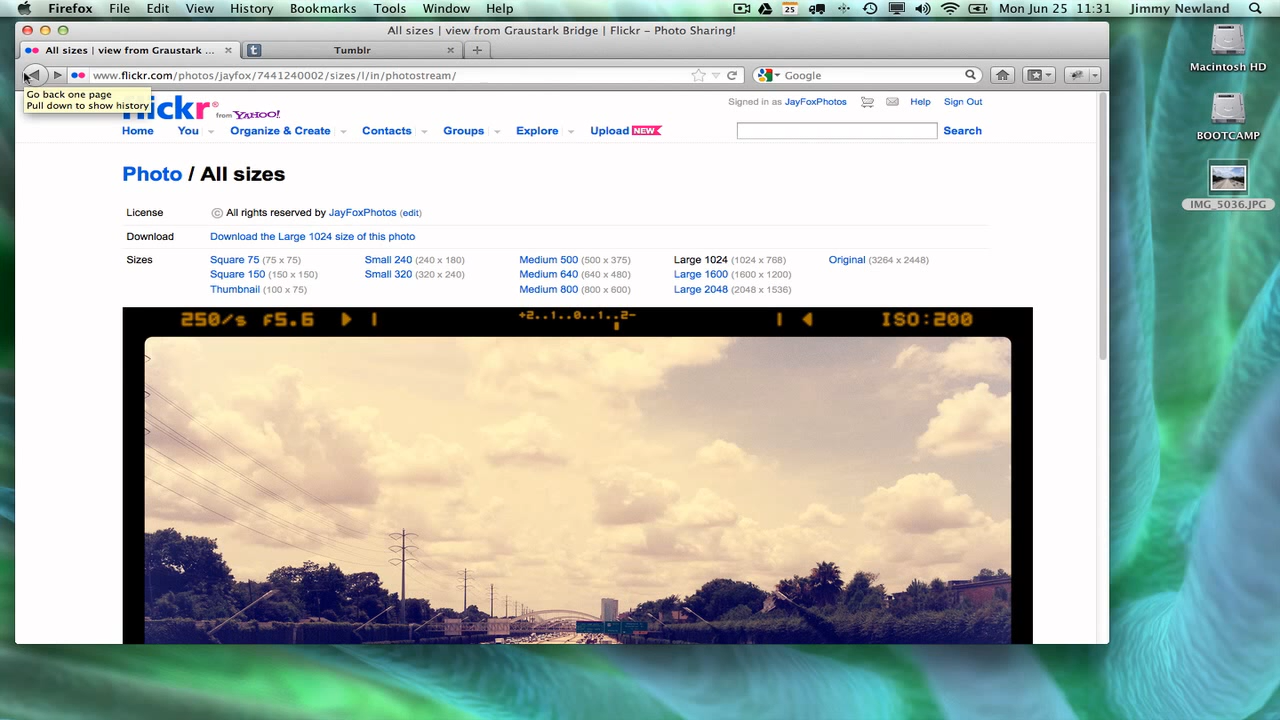 Firefox File Edit View History Bookmarks Tools Window Help 25 Mon Jun 25 11:31 Jimmy Newland
All sizes | view from Graustark Bridge | Flickr - Photo Sharing!
All sizes | view from Graustark ... Tumblr
www.flickr.com/photos/jayfox/7441240002/sizes/l/in/photostream/ Google
Go back one page
Pull down to show history
flickr from YAHOO! Signed in as JayFoxPhotos Help Sign Out
Home You Organize & Create Contacts Groups Explore Upload NEW Search
Photo / All sizes
License © All rights reserved by JayFoxPhotos (edit)
Download Download the Large 1024 size of this photo
Sizes Square 75 (75 x 75) Small 240 (240 x 180) Medium 500 (500 x 375) Large 1024 (1024 x 768) Original (3264 x 2448)
Square 150 (150 x 150) Small 320 (320 x 240) Medium 640 (640 x 480) Large 1600 (1600 x 1200)
Thumbnail (100 x 75) Medium 800 (800 x 600) Large 2048 (2048 x 1536)
250/s f5.6 +2..1..0..1..2- ISO:200
Macintosh HD
BOOTCAMP
IMG_5036.JPG